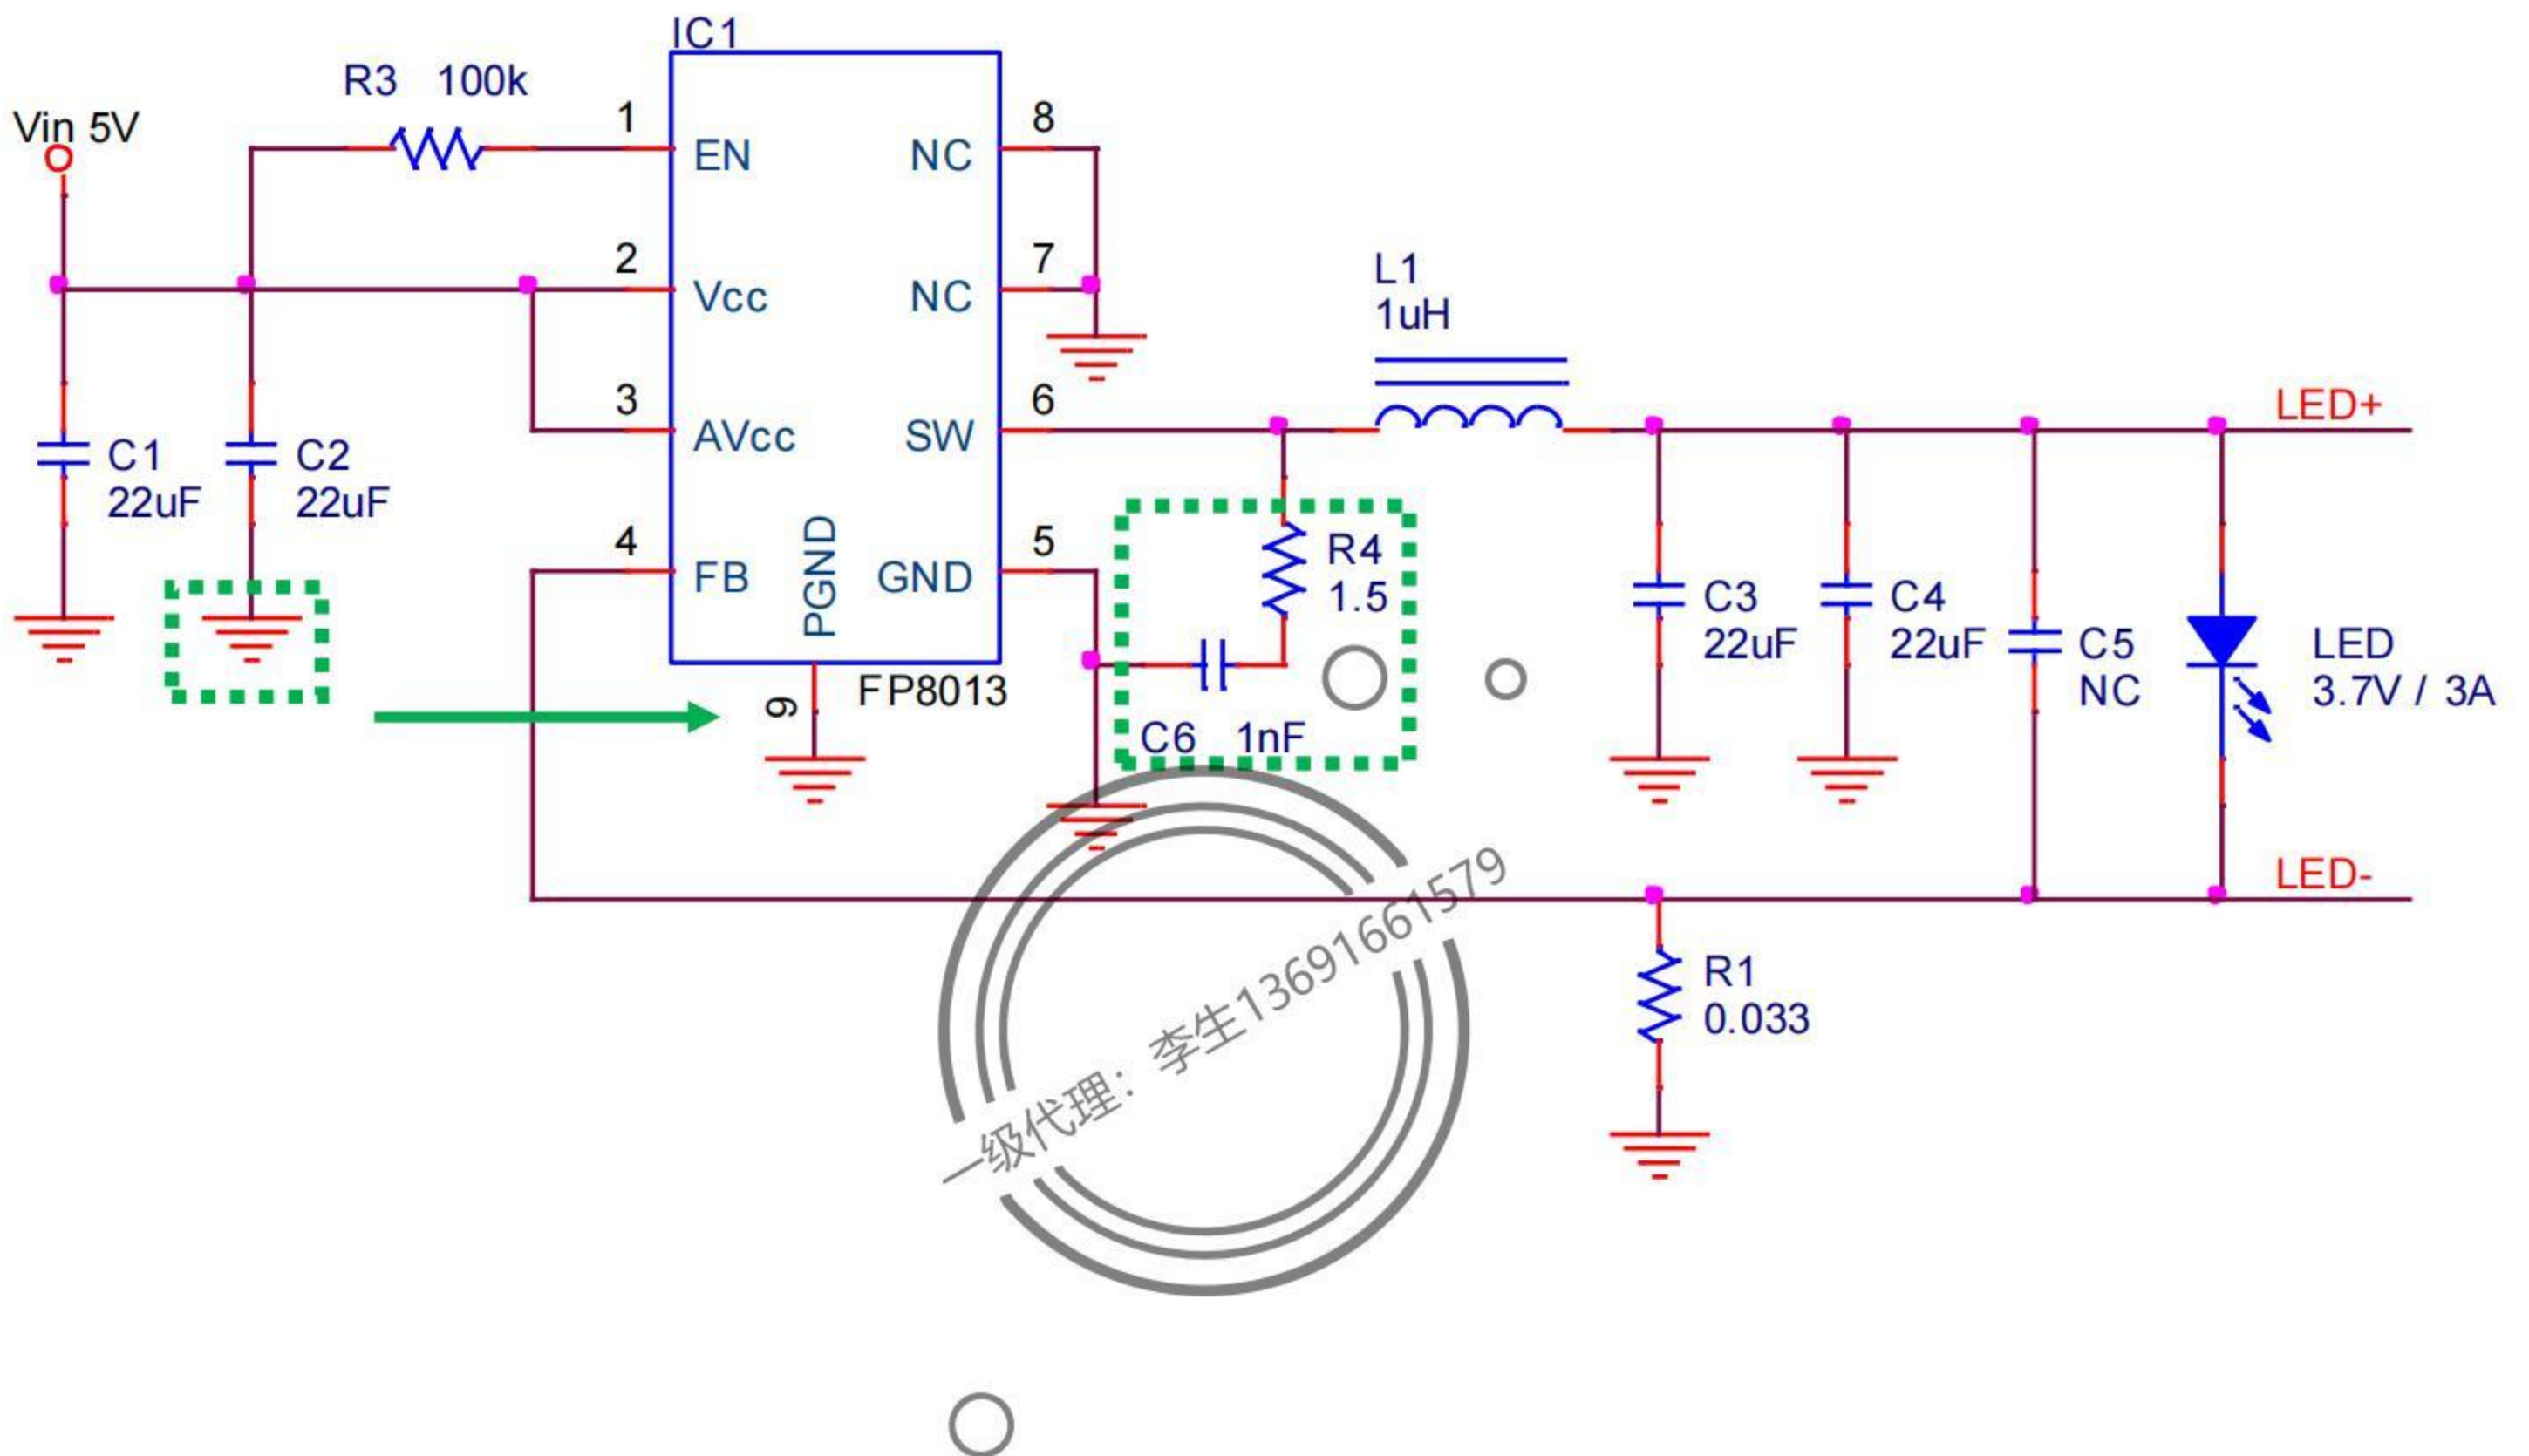 IC1
R3 100k
Vin 5V
1
EN
NC
8
2
Vcc
NC
7
L1
1uH
3
AVcc
SW
6
LED+
C1
22uF
C2
22uF
4
FB
PGND
GND
5
R4
1.5
C3
22uF
C4
22uF
C5
NC
LED
3.7V / 3A
9
FP8013
C6 1nF
LED-
一级代理：李生13691661579
R1
0.033